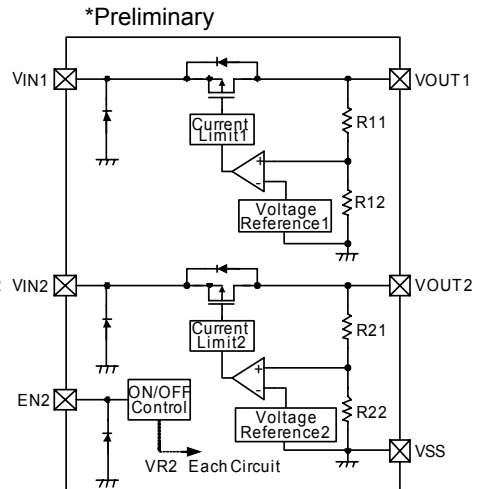 *Preliminary
VIN1
VOUT1
R11
Current
Limit1
+
-
R12
Voltage
Reference1
VIN2
VOUT2
R21
Current
Limit2
+
-
EN2
ON/OFF
Control
R22
Voltage
Reference2
VSS
VR2 Each Circuit